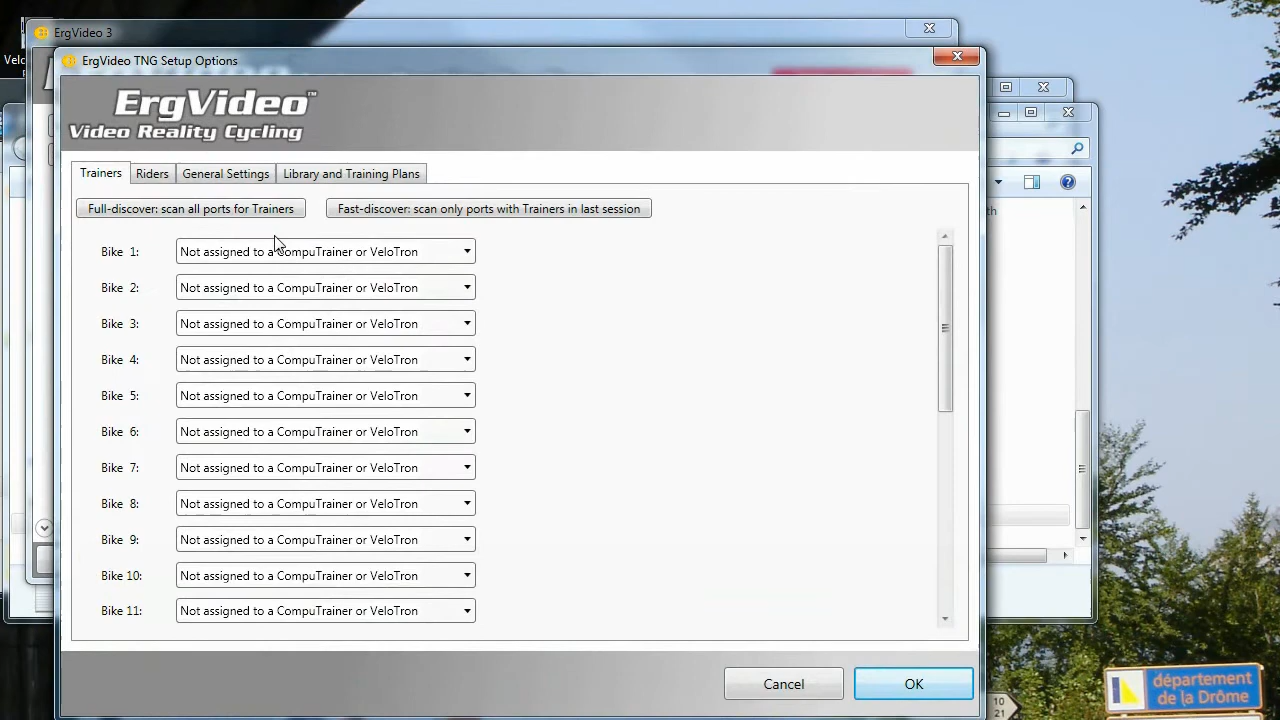 ErgVideo 3
Velo
ErgVideo TNG Setup Options
ErgVideo™
Video Reality Cycling
Trainers
Riders
General Settings
Library and Training Plans
Full-discover: scan all ports for Trainers
Fast-discover: scan only ports with Trainers in last session
Bike 1:
Not assigned to a CompuTrainer or VeloTron
Bike 2:
Not assigned to a CompuTrainer or VeloTron
Bike 3:
Not assigned to a CompuTrainer or VeloTron
Bike 4:
Not assigned to a CompuTrainer or VeloTron
Bike 5:
Not assigned to a CompuTrainer or VeloTron
Bike 6:
Not assigned to a CompuTrainer or VeloTron
Bike 7:
Not assigned to a CompuTrainer or VeloTron
Bike 8:
Not assigned to a CompuTrainer or VeloTron
Bike 9:
Not assigned to a CompuTrainer or VeloTron
Bike 10:
Not assigned to a CompuTrainer or VeloTron
Bike 11:
Not assigned to a CompuTrainer or VeloTron
Cancel
OK
th
département
de la Drôme
10
21